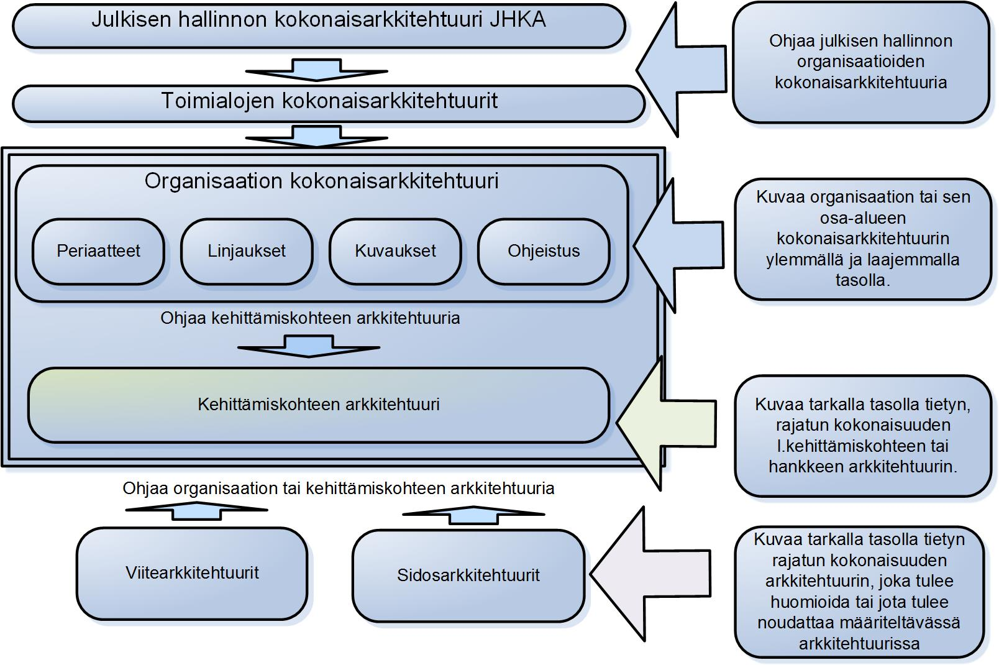 Julkisen hallinnon kokonaisarkkitehtuuri JHKA
Ohjaa julkisen hallinnon
organisaatioiden
kokonaisarkkitehtuuria
Toimialojen kokonaisarkkitehtuurit
Organisaation kokonaisarkkitehtuuri
Periaatteet
Linjaukset
Kuvaukset
Ohjeistus
Kuvaa organisaation tai sen
osa-alueen
kokonaisarkkitehtuurin
ylemmällä ja laajemmalla
tasolla.
Ohjaa kehittämiskohteen arkkitehtuuria
Kehittämiskohteen arkkitehtuuri
Kuvaa tarkalla tasolla tietyn,
rajatun kokonaisuuden
l.kehittämiskohteen tai
hankkeen arkkitehtuurin.
Ohjaa organisaation tai kehittämiskohteen arkkitehtuuria
Viitearkkitehtuurit
Sidosarkkitehtuurit
Kuvaa tarkalla tasolla tietyn
rajatun kokonaisuuden
arkkitehtuurin, joka tulee
huomioida tai jota tulee
noudattaa määriteltävässä
arkkitehtuurissa